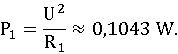 P₁ = U²/R₁ ≈ 0,1043 W.